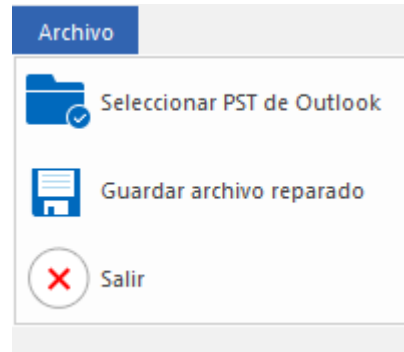 Archivo
Seleccionar PST de Outlook
Guardar archivo reparado
Salir